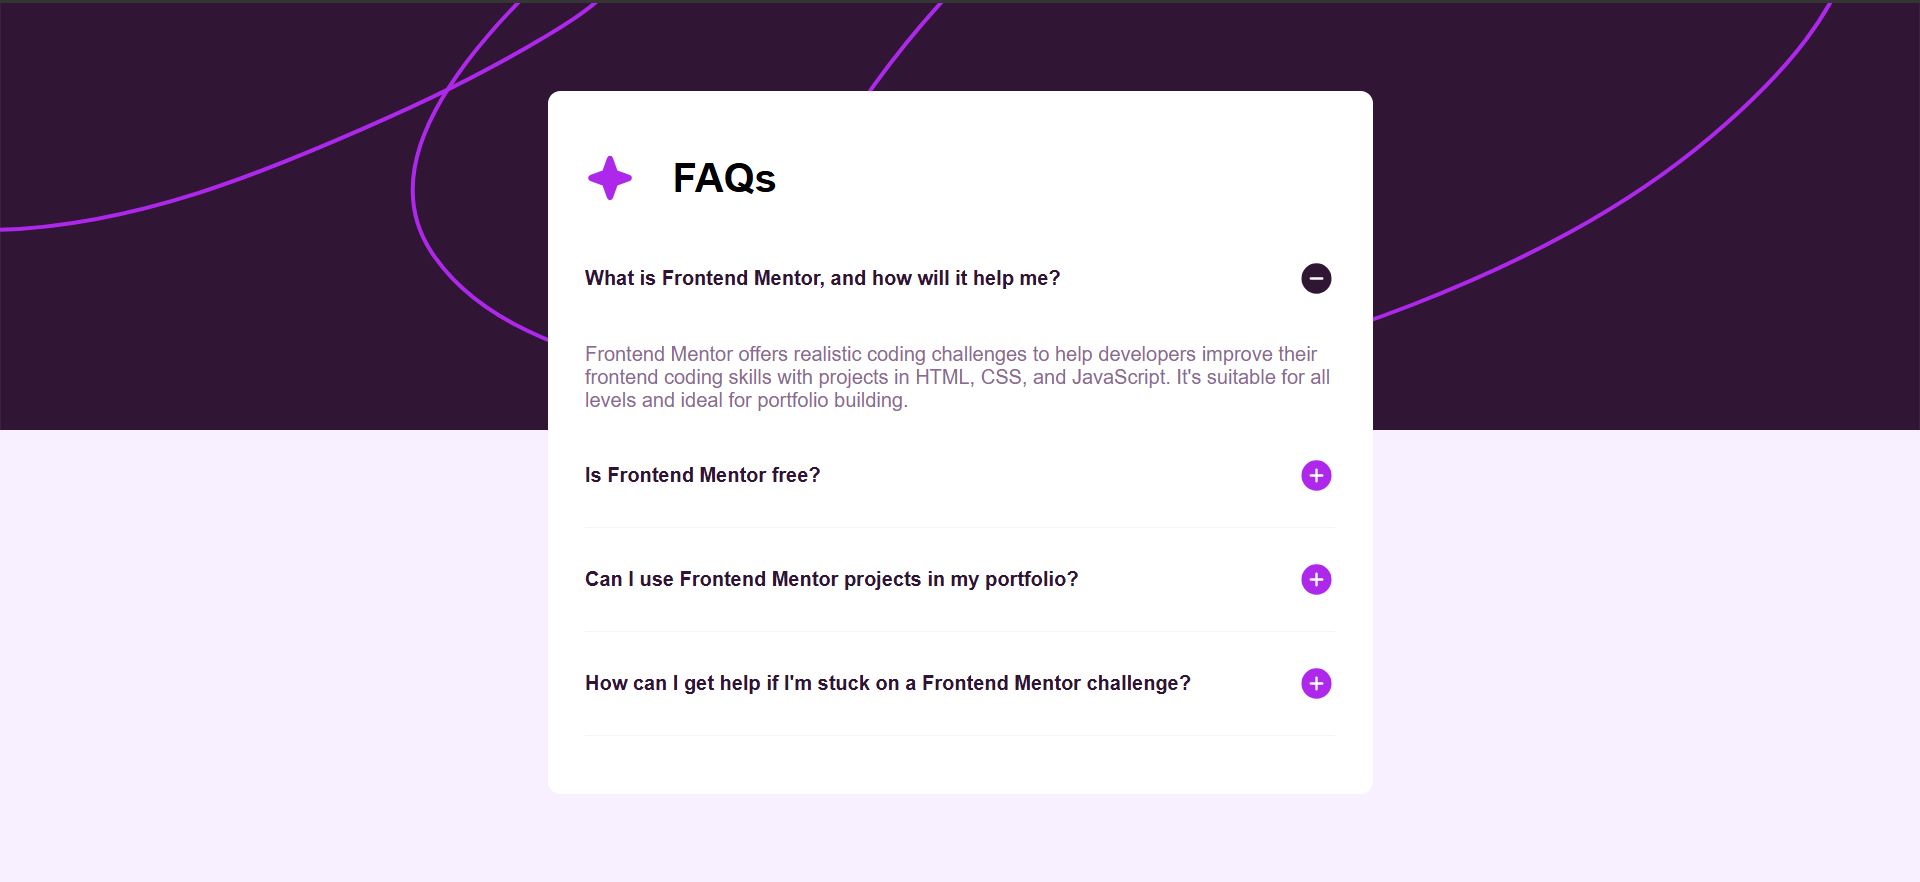 FAQs
What is Frontend Mentor, and how will it help me?
Frontend Mentor offers realistic coding challenges to help developers improve their
frontend coding skills with projects in HTML, CSS, and JavaScript. It's suitable for all
levels and ideal for portfolio building.
Is Frontend Mentor free?
Can I use Frontend Mentor projects in my portfolio?
How can I get help if I'm stuck on a Frontend Mentor challenge?